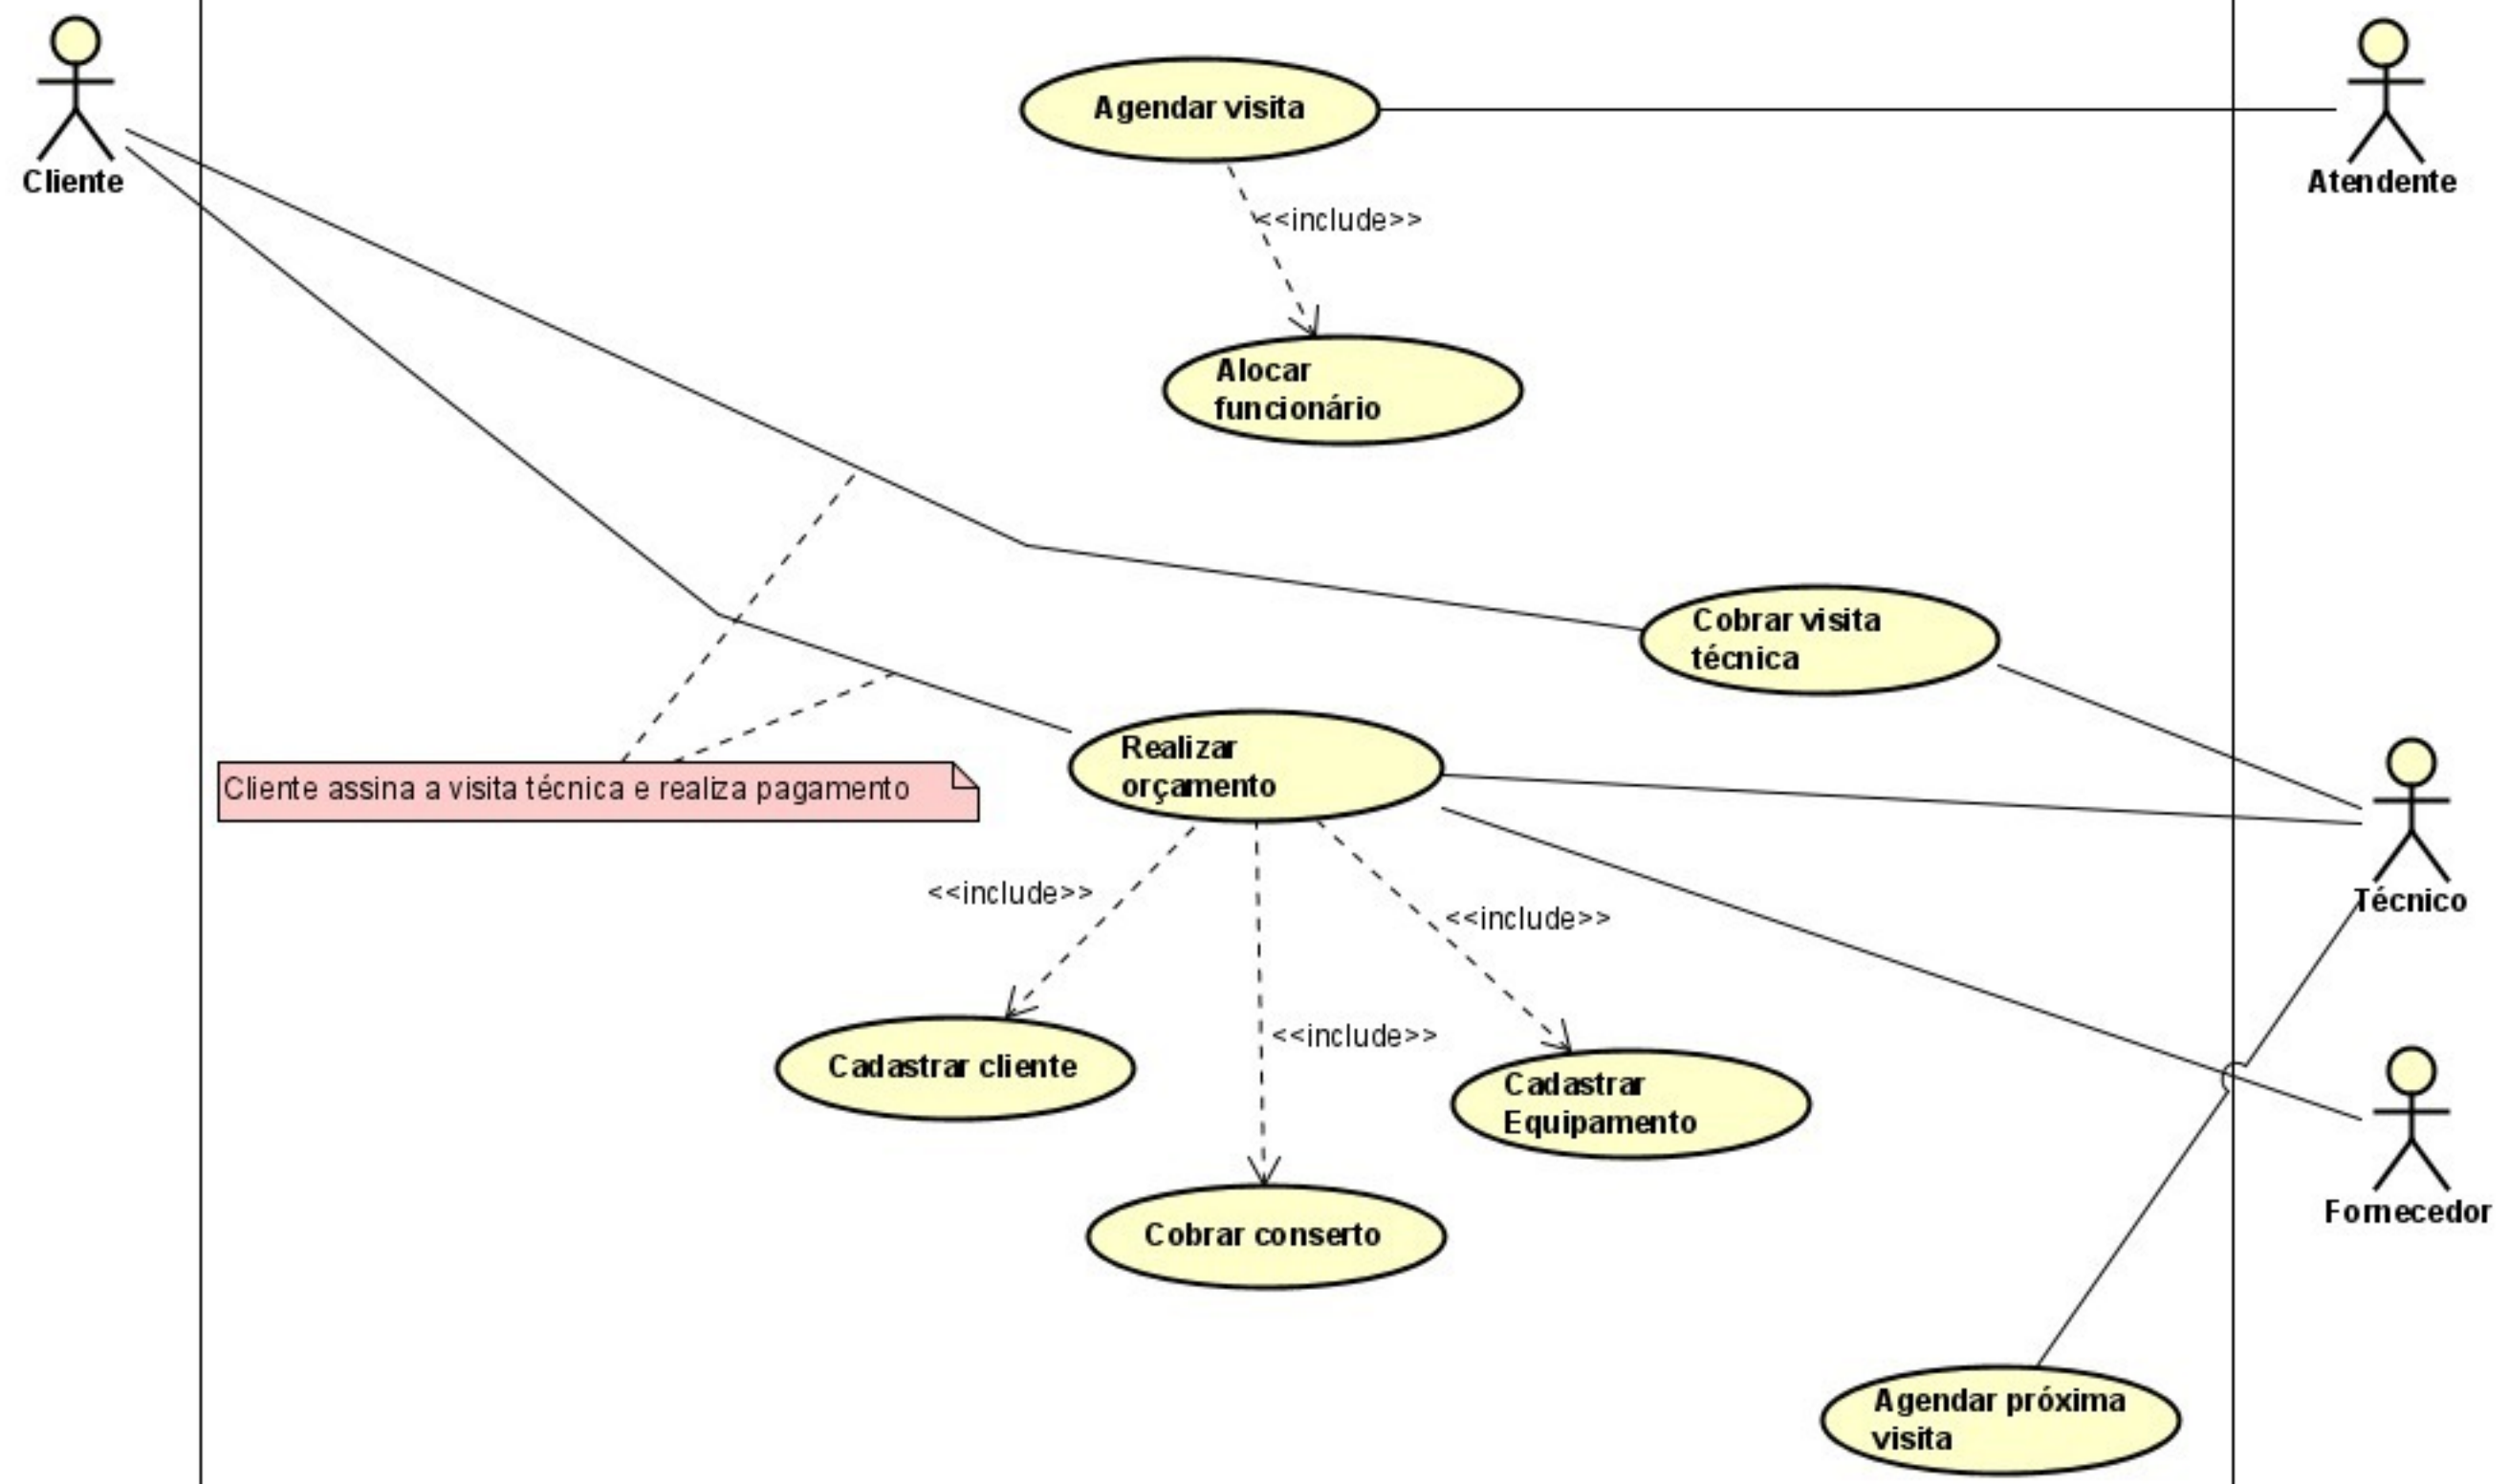 Agendar visita
Cliente
Atendente
<<include>>
Alocar
funcionário
Cobrar visita
técnica
Realizar
orçamento
Cliente assina a visita técnica e realiza pagamento
<<include>>
<<include>>
Técnico
<<include>>
Cadastrar cliente
Cadastrar
Equipamento
Cobrar conserto
Fornecedor
Agendar próxima
visita